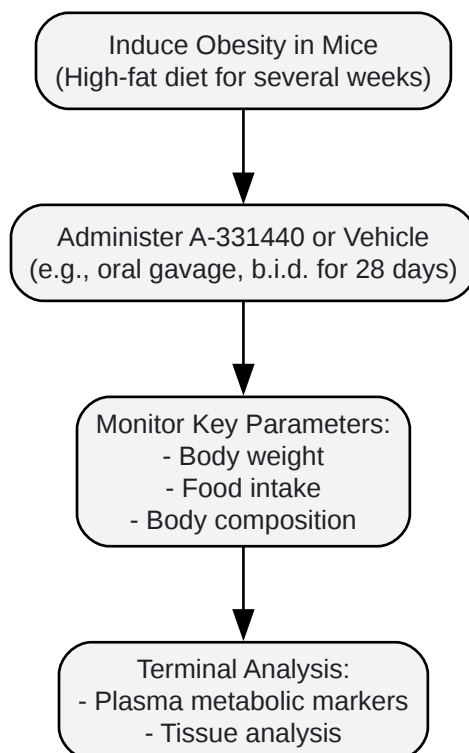 Induce Obesity in Mice
(High-fat diet for several weeks)
Administer A-331440 or Vehicle
(e.g., oral gavage, b.i.d. for 28 days)
Monitor Key Parameters:
- Body weight
- Food intake
- Body composition
Terminal Analysis:
- Plasma metabolic markers
- Tissue analysis